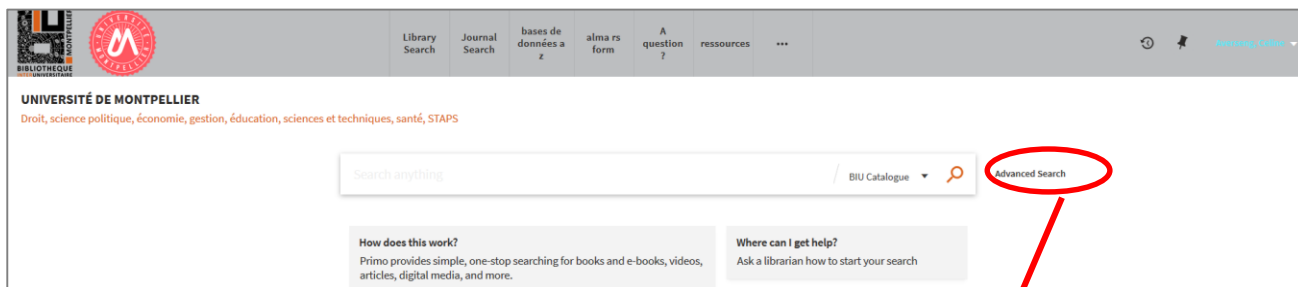 MONTPELLIER
BIBLIOTHEQUE
INTERUNIVERSITAIRE
Library Search
Journal Search
bases de données a z
alma rs form
A question ?
ressources
•••
UNIVERSITÉ DE MONTPELLIER
Droit, science politique, économie, gestion, éducation, sciences et techniques, santé, STAPS
Search anything
BIU Catalogue
Advanced Search
How does this work?
Primo provides simple, one-stop searching for books and e-books, videos,
articles, digital media, and more.
Where can I get help?
Ask a librarian how to start your search